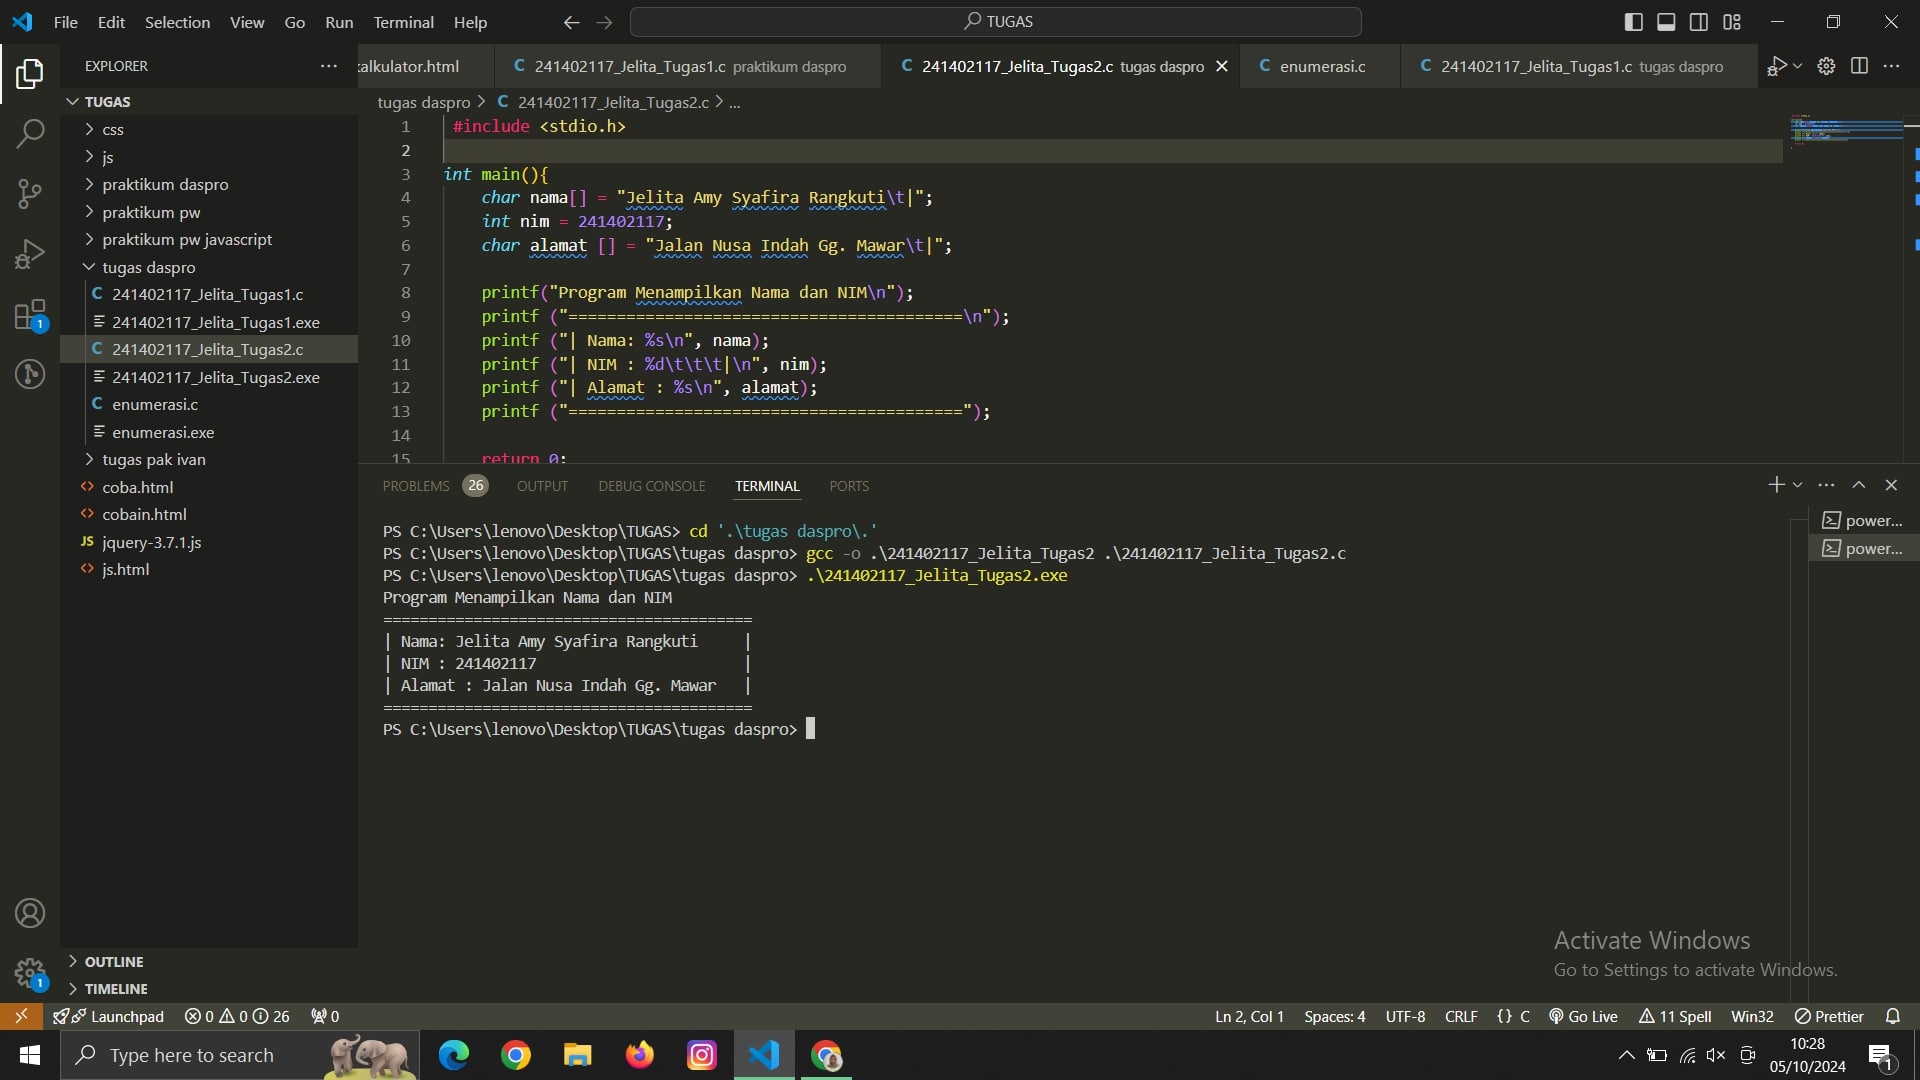 File Edit Selection View Go Run Terminal Help
TUGAS
EXPLORER
kalkulator.html
241402117_Jelita_Tugas1.c praktikum daspro
241402117_Jelita_Tugas2.c tugas daspro
enumerasi.c
241402117_Jelita_Tugas1.c tugas daspro
TUGAS
css
js
praktikum daspro
praktikum pw
praktikum pw javascript
tugas daspro
241402117_Jelita_Tugas1.c
241402117_Jelita_Tugas1.exe
241402117_Jelita_Tugas2.c
241402117_Jelita_Tugas2.exe
enumerasi.c
enumerasi.exe
tugas pak ivan
coba.html
cobain.html
JS jquery-3.7.1.js
js.html
OUTLINE
TIMELINE
tugas daspro > C 241402117_Jelita_Tugas2.c > ...
1 #include <stdio.h>
2
3 int main(){
4 char nama[] = "Jelita Amy Syafira Rangkuti\t|";
5 int nim = 241402117;
6 char alamat [] = "Jalan Nusa Indah Gg. Mawar\t|";
7
8 printf("Program Menampilkan Nama dan NIM\n");
9 printf ("=========================================\n");
10 printf ("| Nama: %s\n", nama);
11 printf ("| NIM : %d\t\t\t|\n", nim);
12 printf ("| Alamat : %s\n", alamat);
13 printf ("=========================================");
14
15 return 0;
PROBLEMS 26 OUTPUT DEBUG CONSOLE TERMINAL PORTS
power...
power...
PS C:\Users\lenovo\Desktop\TUGAS> cd '.\tugas daspro\.'
PS C:\Users\lenovo\Desktop\TUGAS\tugas daspro> gcc -o .\241402117_Jelita_Tugas2 .\241402117_Jelita_Tugas2.c
PS C:\Users\lenovo\Desktop\TUGAS\tugas daspro> .\241402117_Jelita_Tugas2.exe
Program Menampilkan Nama dan NIM
=========================================
| Nama: Jelita Amy Syafira Rangkuti |
| NIM : 241402117 |
| Alamat : Jalan Nusa Indah Gg. Mawar |
=========================================
PS C:\Users\lenovo\Desktop\TUGAS\tugas daspro>
Activate Windows
Go to Settings to activate Windows.
Launchpad 0 0 26 0
Ln 2, Col 1 Spaces: 4 UTF-8 CRLF {} C Go Live 11 Spell Win32 Prettier
Type here to search
10:28
05/10/2024
1
1
1